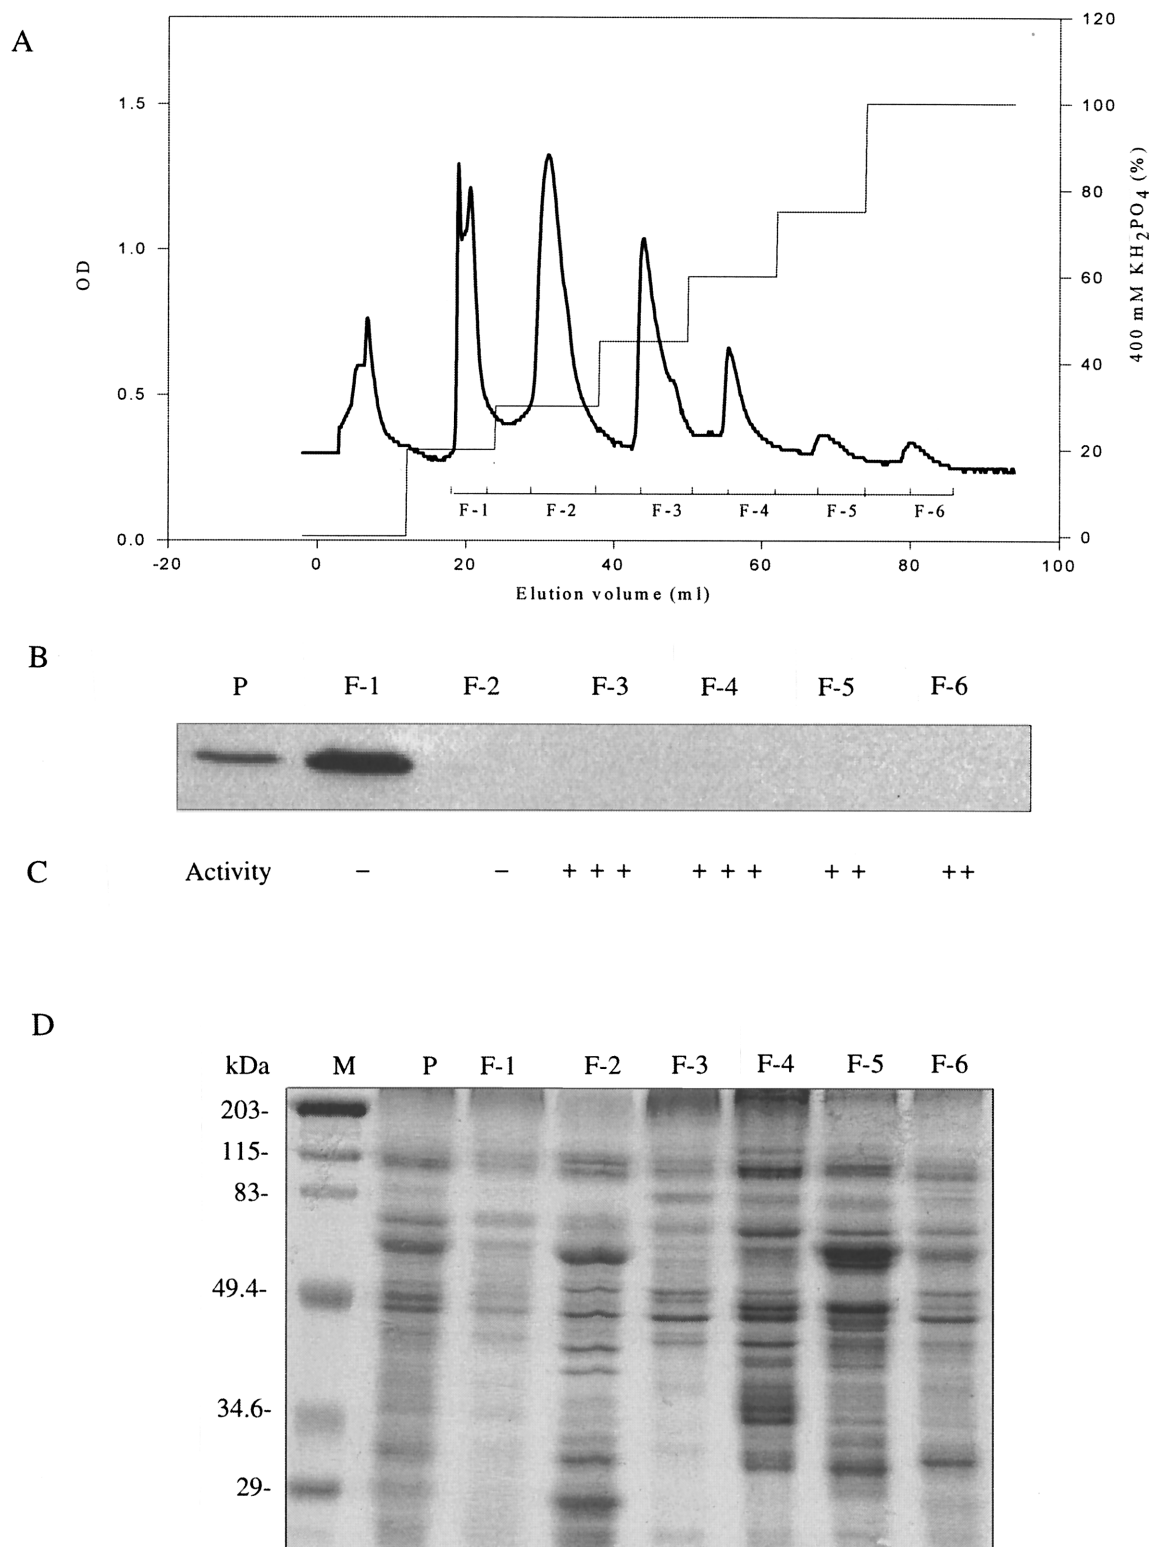 A
120
1.5
100
80
1.0
60
40
0.5
20
0.0
0
OD
400 mM KH2PO4 (%)
F-1 F-2 F-3 F-4 F-5 F-6
-20 0 20 40 60 80 100
Elution volume (ml)
B
P F-1 F-2 F-3 F-4 F-5 F-6
C
Activity − − + + + + + + + + ++
D
kDa M P F-1 F-2 F-3 F-4 F-5 F-6
203-
115-
83-
49.4-
34.6-
29-